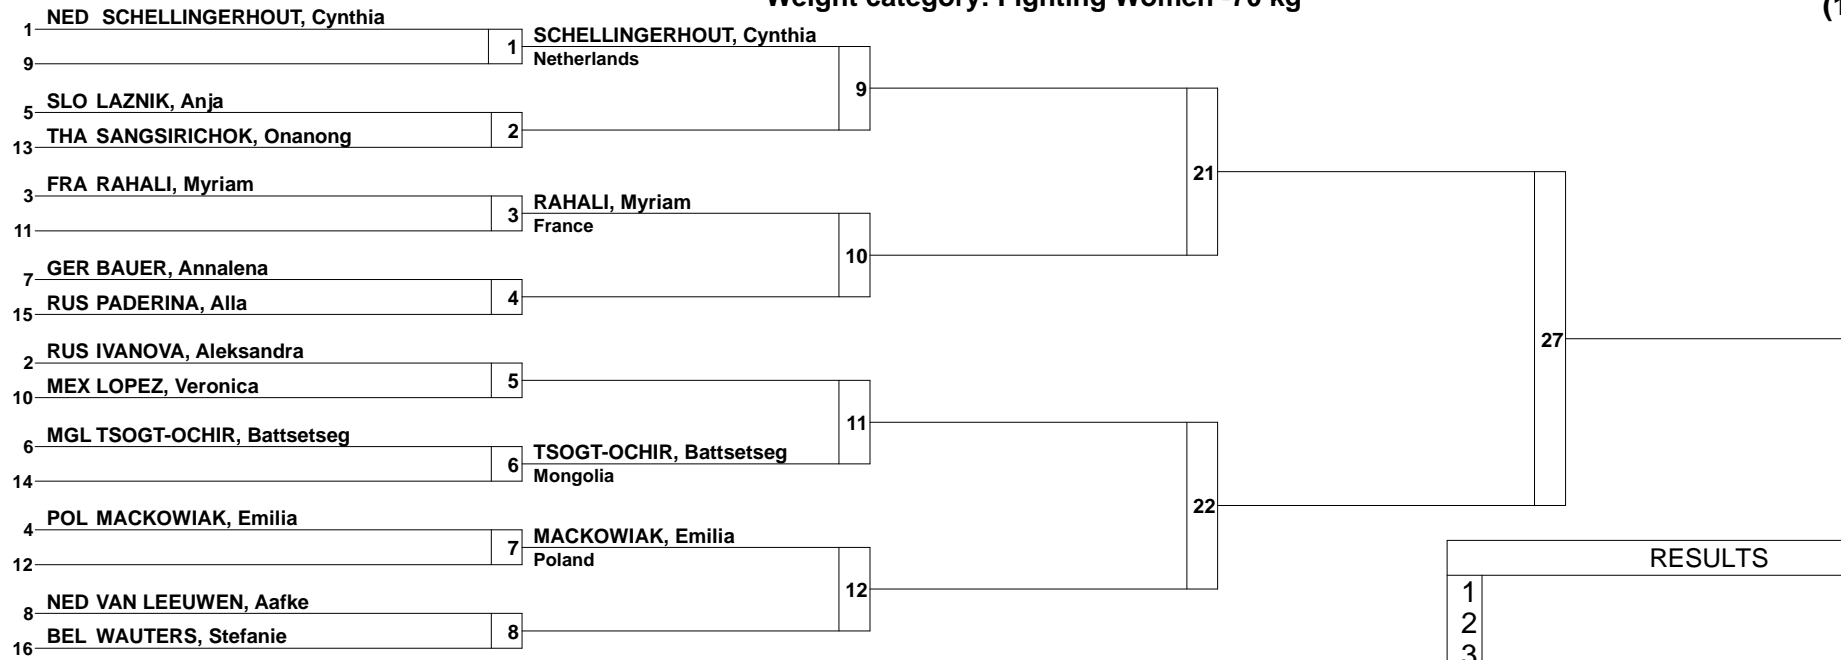 Weight category: Fighting Women -70 kg
(1
1 NED SCHELLINGERHOUT, Cynthia
9
1 SCHELLINGERHOUT, Cynthia
Netherlands
9
5 SLO LAZNIK, Anja
13 THA SANGSIRICHOK, Onanong
2
21
3 FRA RAHALI, Myriam
11
3 RAHALI, Myriam
France
10
7 GER BAUER, Annalena
15 RUS PADERINA, Alla
4
27
2 RUS IVANOVA, Aleksandra
10 MEX LOPEZ, Veronica
5
11
6 MGL TSOGT-OCHIR, Battsetseg
14
6 TSOGT-OCHIR, Battsetseg
Mongolia
22
4 POL MACKOWIAK, Emilia
12
7 MACKOWIAK, Emilia
Poland
12
8 NED VAN LEEUWEN, Aafke
16 BEL WAUTERS, Stefanie
8
RESULTS
1
2
3